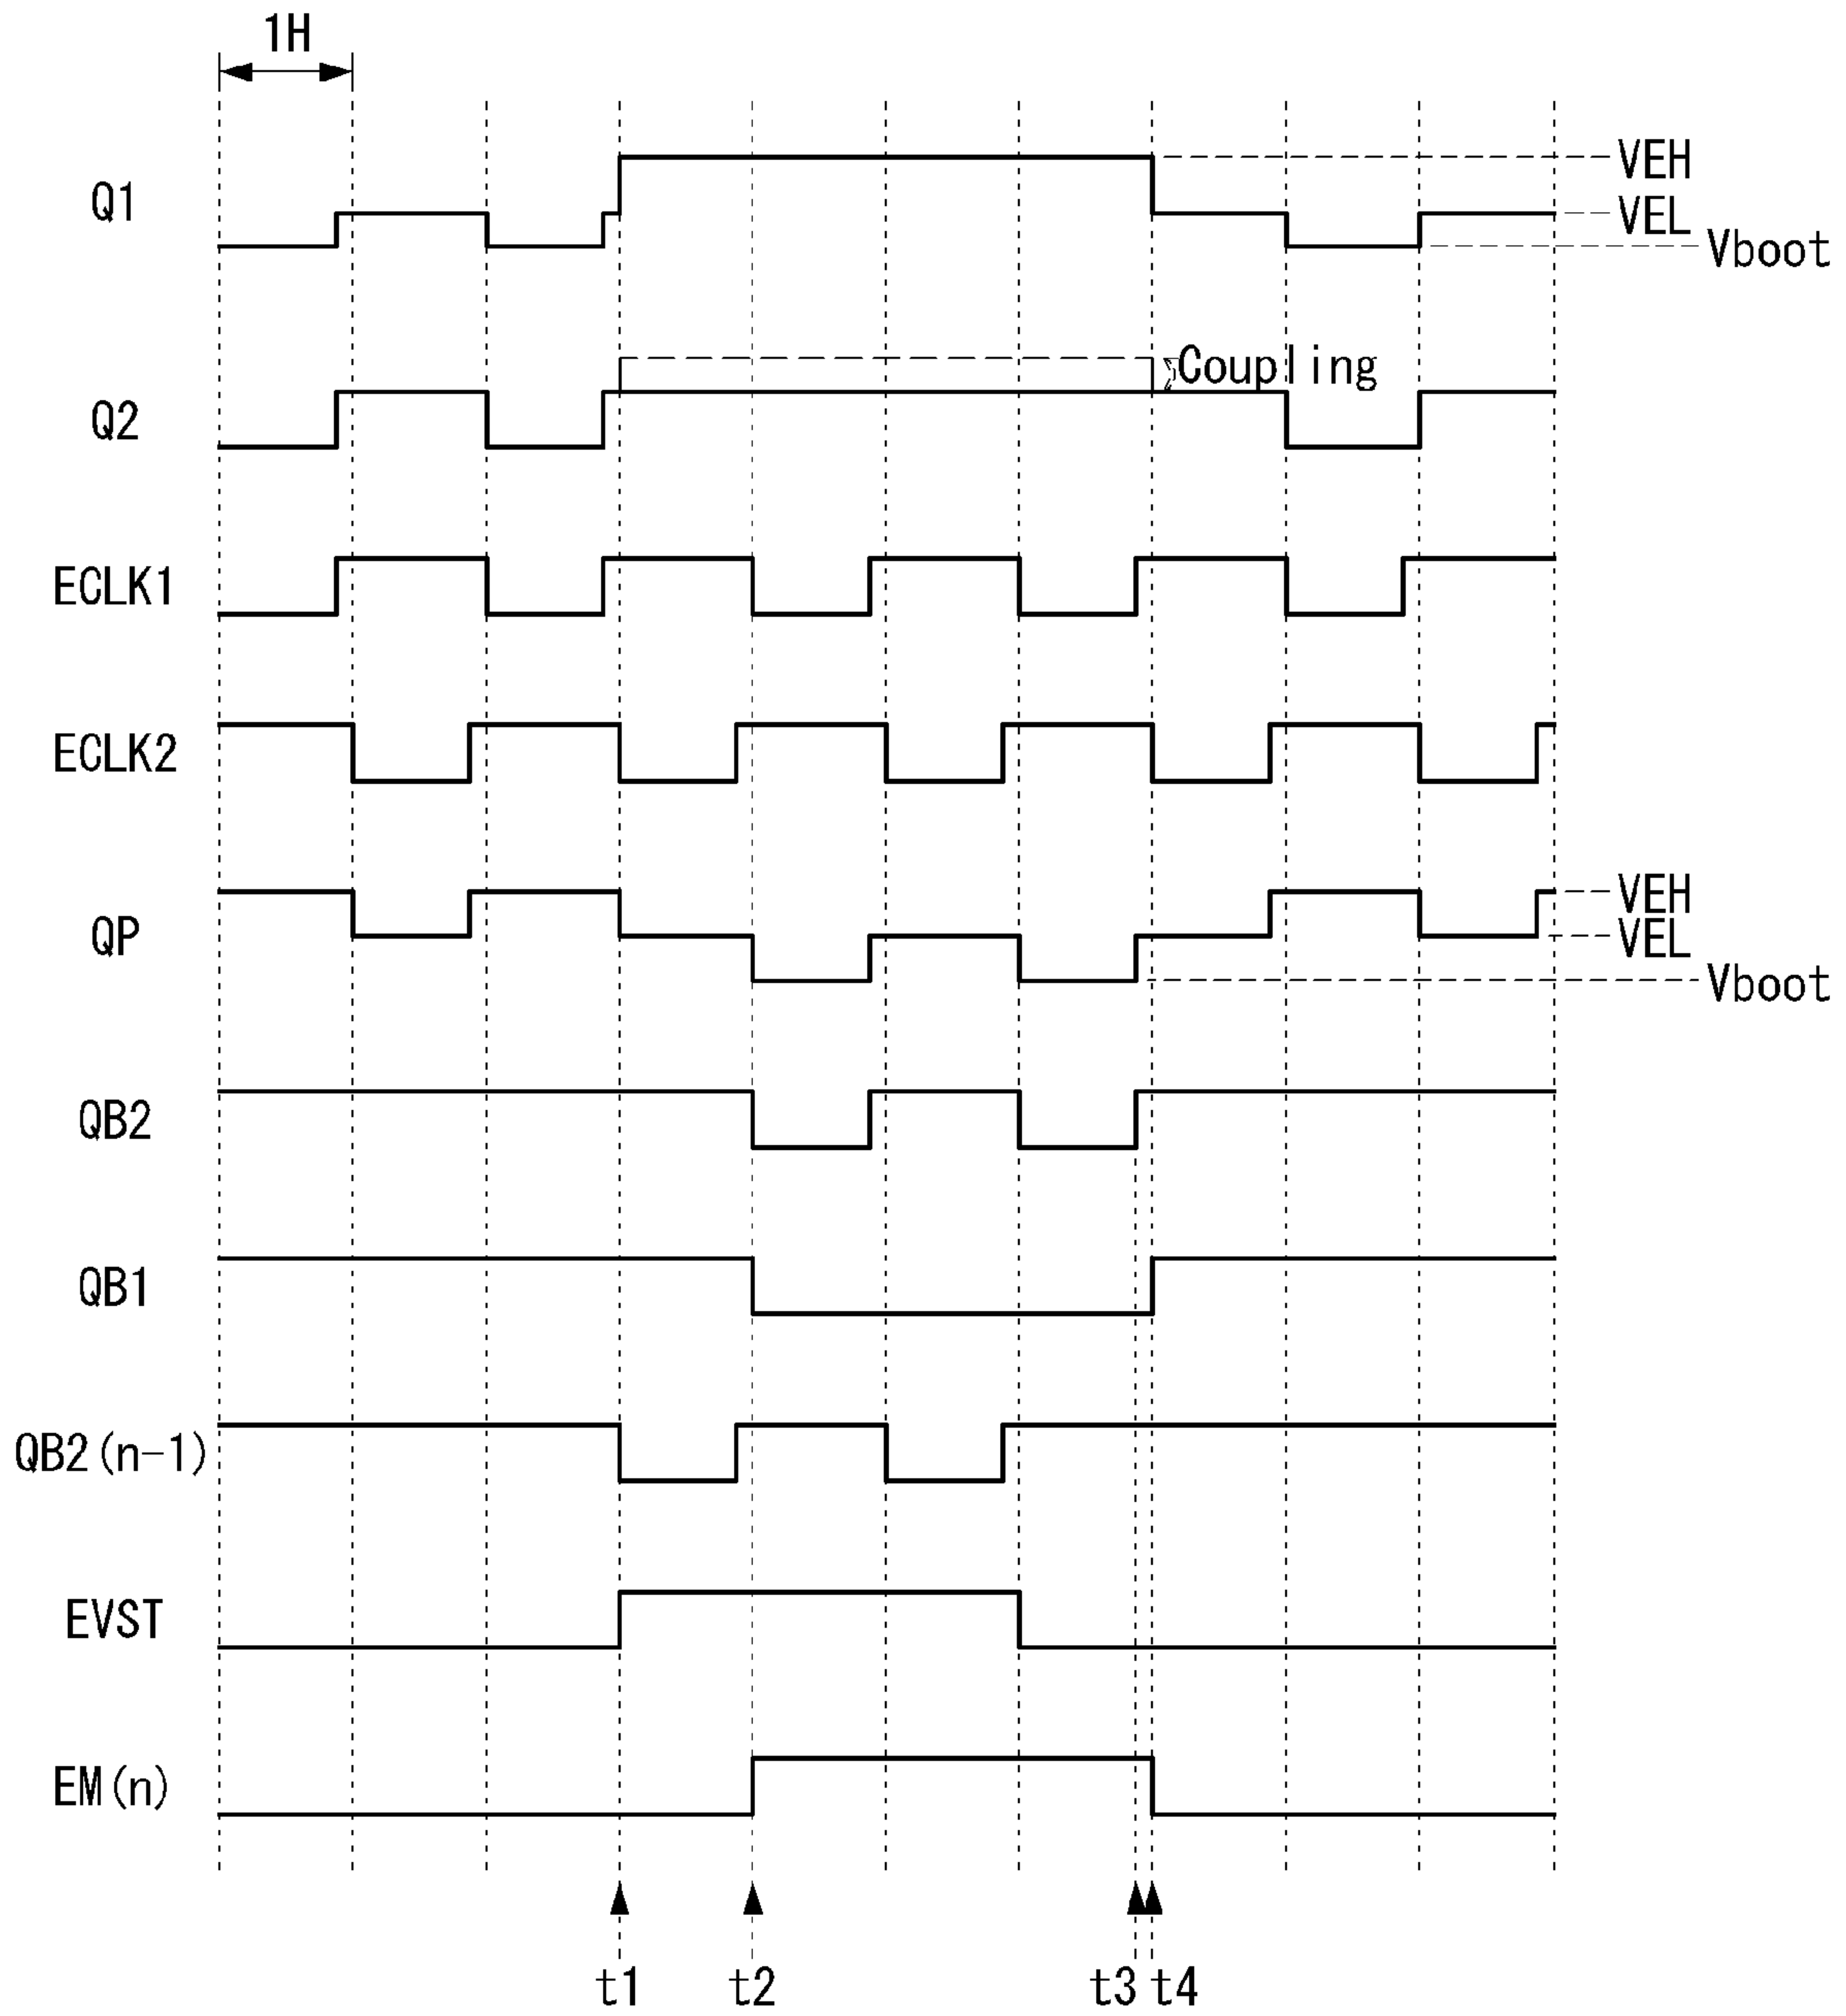 1H
Q1
VEH
VEL
Vboot
Coupling
Q2
ECLK1
ECLK2
QP
VEH
VEL
Vboot
QB2
QB1
QB2(n-1)
EVST
EM(n)
t1 t2 t3 t4